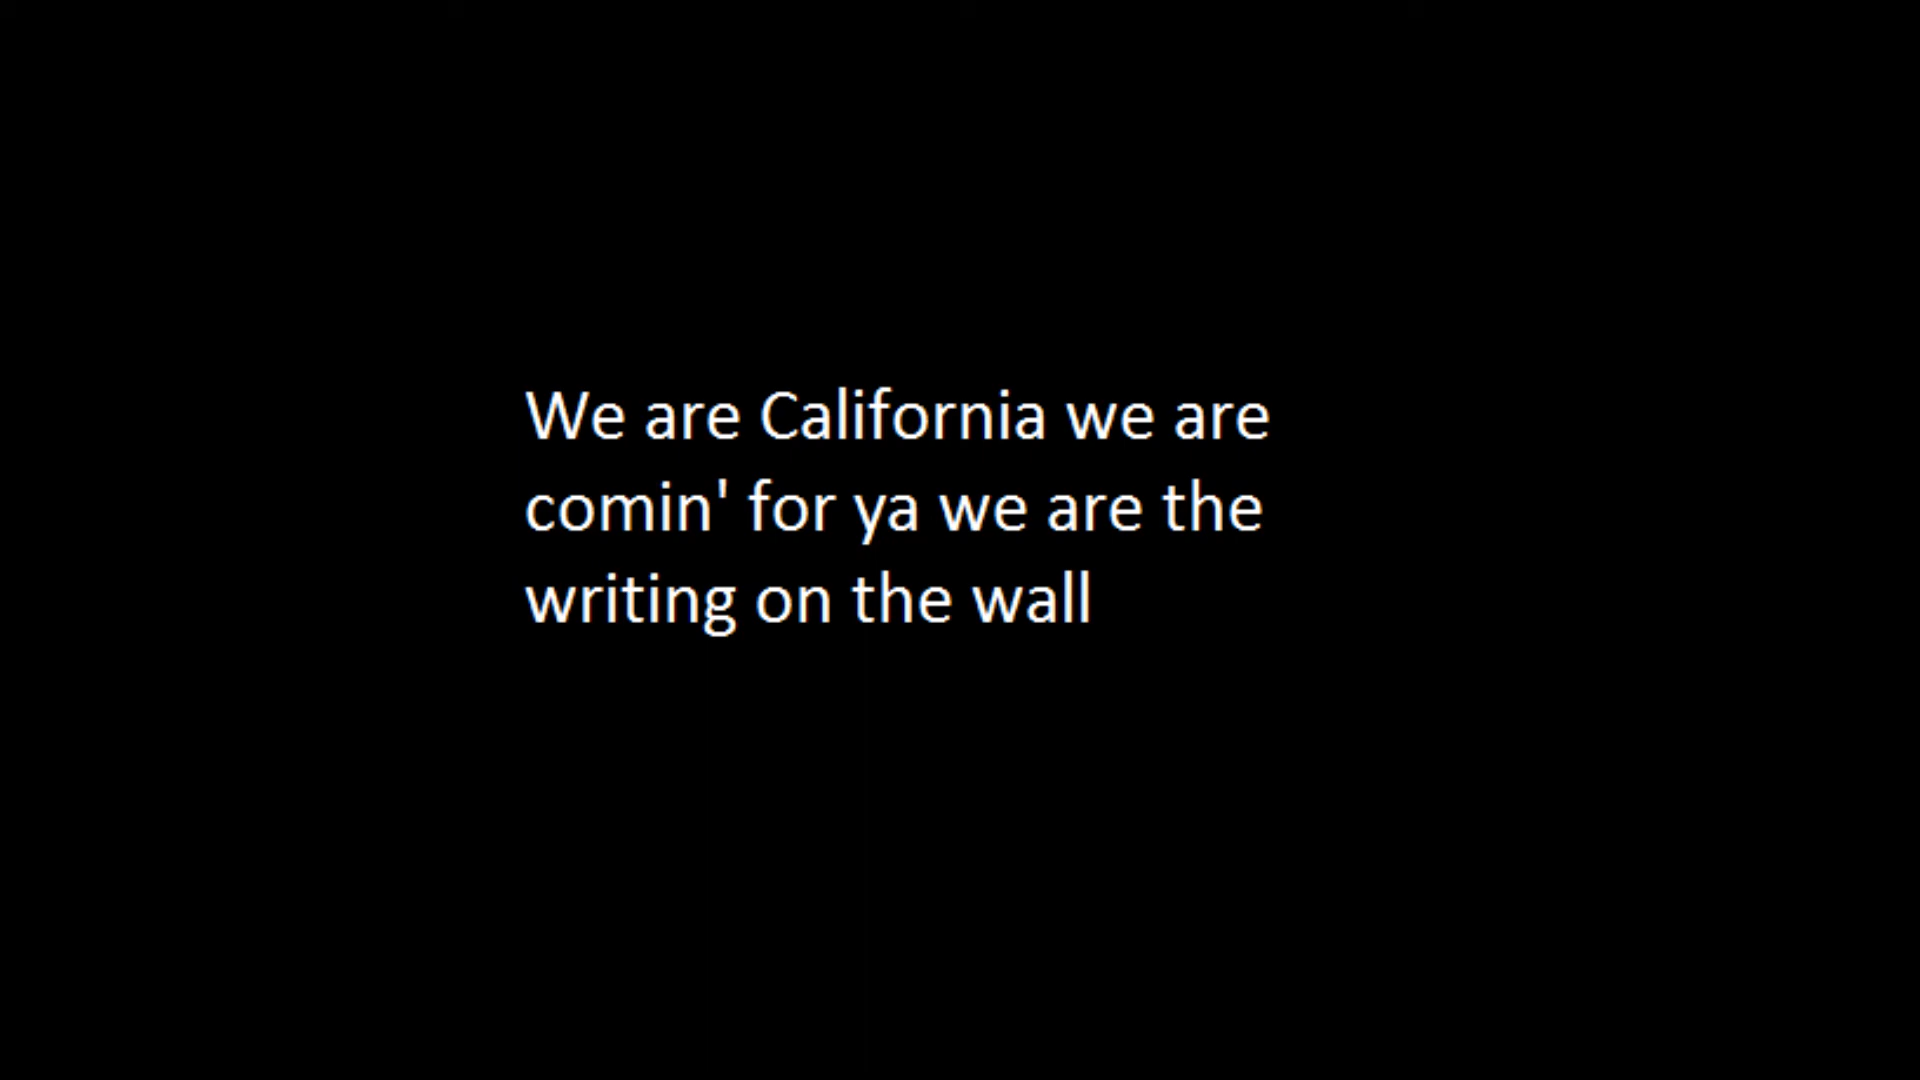 We are California we are
comin' for ya we are the
writing on the wall